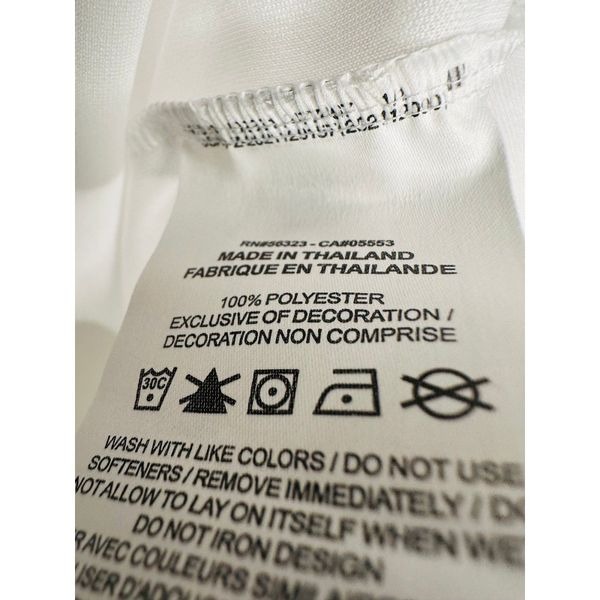 RN#56323 - CA#05553
MADE IN THAILAND
FABRIQUE EN THAILANDE
100% POLYESTER
EXCLUSIVE OF DECORATION /
DECORATION NON COMPRISE
30C
WASH WITH LIKE COLORS / DO NOT USE
SOFTENERS / REMOVE IMMEDIATELY /
NOT ALLOW TO LAY ON ITSELF WHEN
DO NOT IRON DESIGN
AVEC COULEURS